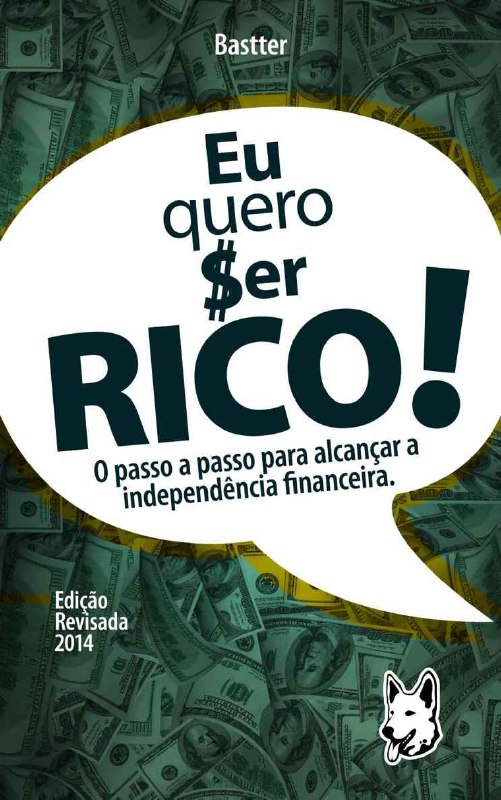 Bastter
Eu
quero
$er
RICO!
O passo a passo para alcançar a
independência financeira.
Edição
Revisada
2014